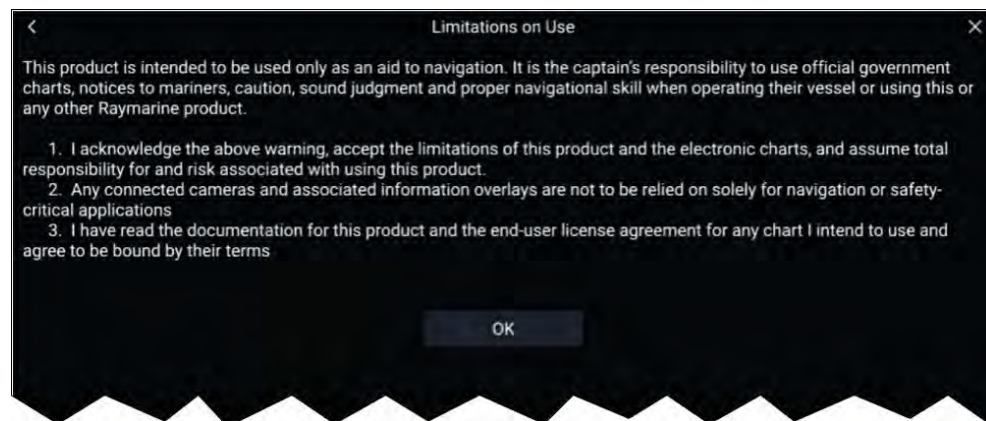 Limitations on Use
This product is intended to be used only as an aid to navigation. It is the captain's responsibility to use official government
charts, notices to mariners, caution, sound judgment and proper navigational skill when operating their vessel or using this or
any other Raymarine product.
1. I acknowledge the above warning, accept the limitations of this product and the electronic charts, and assume total
responsibility for and risk associated with using this product.
2. Any connected cameras and associated information overlays are not to be relied on solely for navigation or safety-
critical applications
3. I have read the documentation for this product and the end-user license agreement for any chart I intend to use and
agree to be bound by their terms
OK